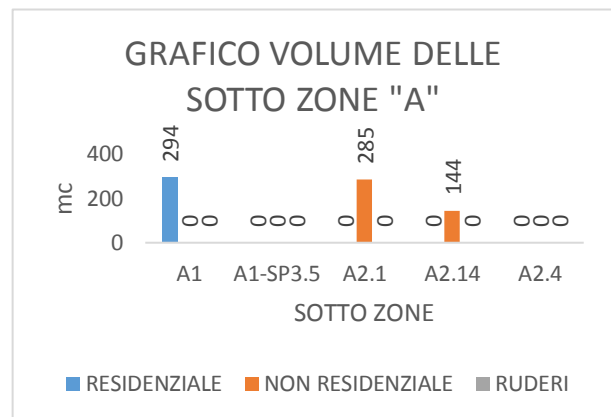 GRAFICO VOLUME DELLE
SOTTO ZONE "A"
mc
400
200
0
294 0 0 0 0 0 0 285 0 0 144 0 0 0 0
A1 A1-SP3.5 A2.1 A2.14 A2.4
SOTTO ZONE
RESIDENZIALE NON RESIDENZIALE RUDERI